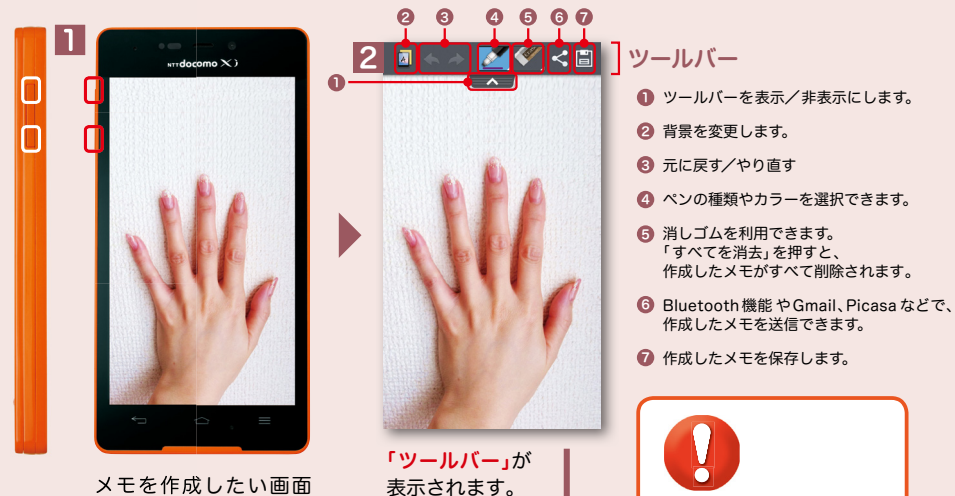 1
NTT docomo Xi
メモを作成したい画面
2
❷ ❸ ❹ ❺ ❻ ❼
❶
「ツールバー」が
表示されます。
ツールバー
❶ ツールバーを表示／非表示にします。
❷ 背景を変更します。
❸ 元に戻す／やり直す
❹ ペンの種類やカラーを選択できます。
❺ 消しゴムを利用できます。
「すべてを消去」を押すと、
作成したメモがすべて削除されます。
❻ Bluetooth機能やGmail、Picasaなどで、
作成したメモを送信できます。
❼ 作成したメモを保存します。